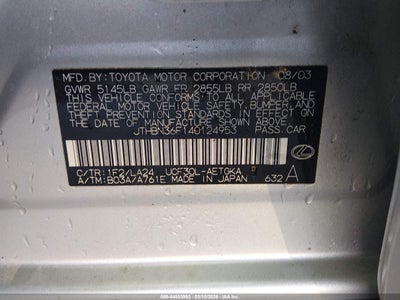 MFD. BY: TOYOTA MOTOR CORPORATION 08/03
GVWR 5145LB GAWR FR 2855LB RR 2850LB
THIS VEHICLE CONFORMS TO ALL APPLICABLE
FEDERAL MOTOR VEHICLE SAFETY, BUMPER, AND
THEFT PREVENTION STANDARDS IN EFFECT ON
THE DATE OF MANUFACTURE SHOWN ABOVE.
JTHBN36F140124953 PASS.CAR
C/TR: 1F2/LA24 UCF30L-AETGKA
A/TM: B03A/A761E MADE IN JAPAN 632 A